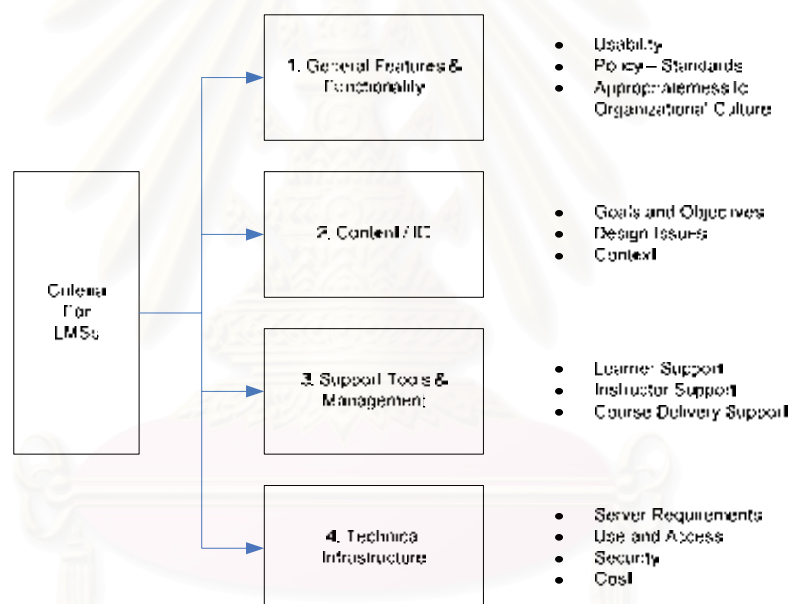 Criteria
For
LMSs
1. General Features &
Functionality
• Usability
• Policy – Standards
• Appropriateness to
Organizational Culture
2. Content / ID
• Goals and Objectives
• Design Issues
• Context
3. Support Tools &
Management
• Learner Support
• Instructor Support
• Course Delivery Support
4. Technical
Infrastructure
• Server Requirements
• Use and Access
• Security
• Cost